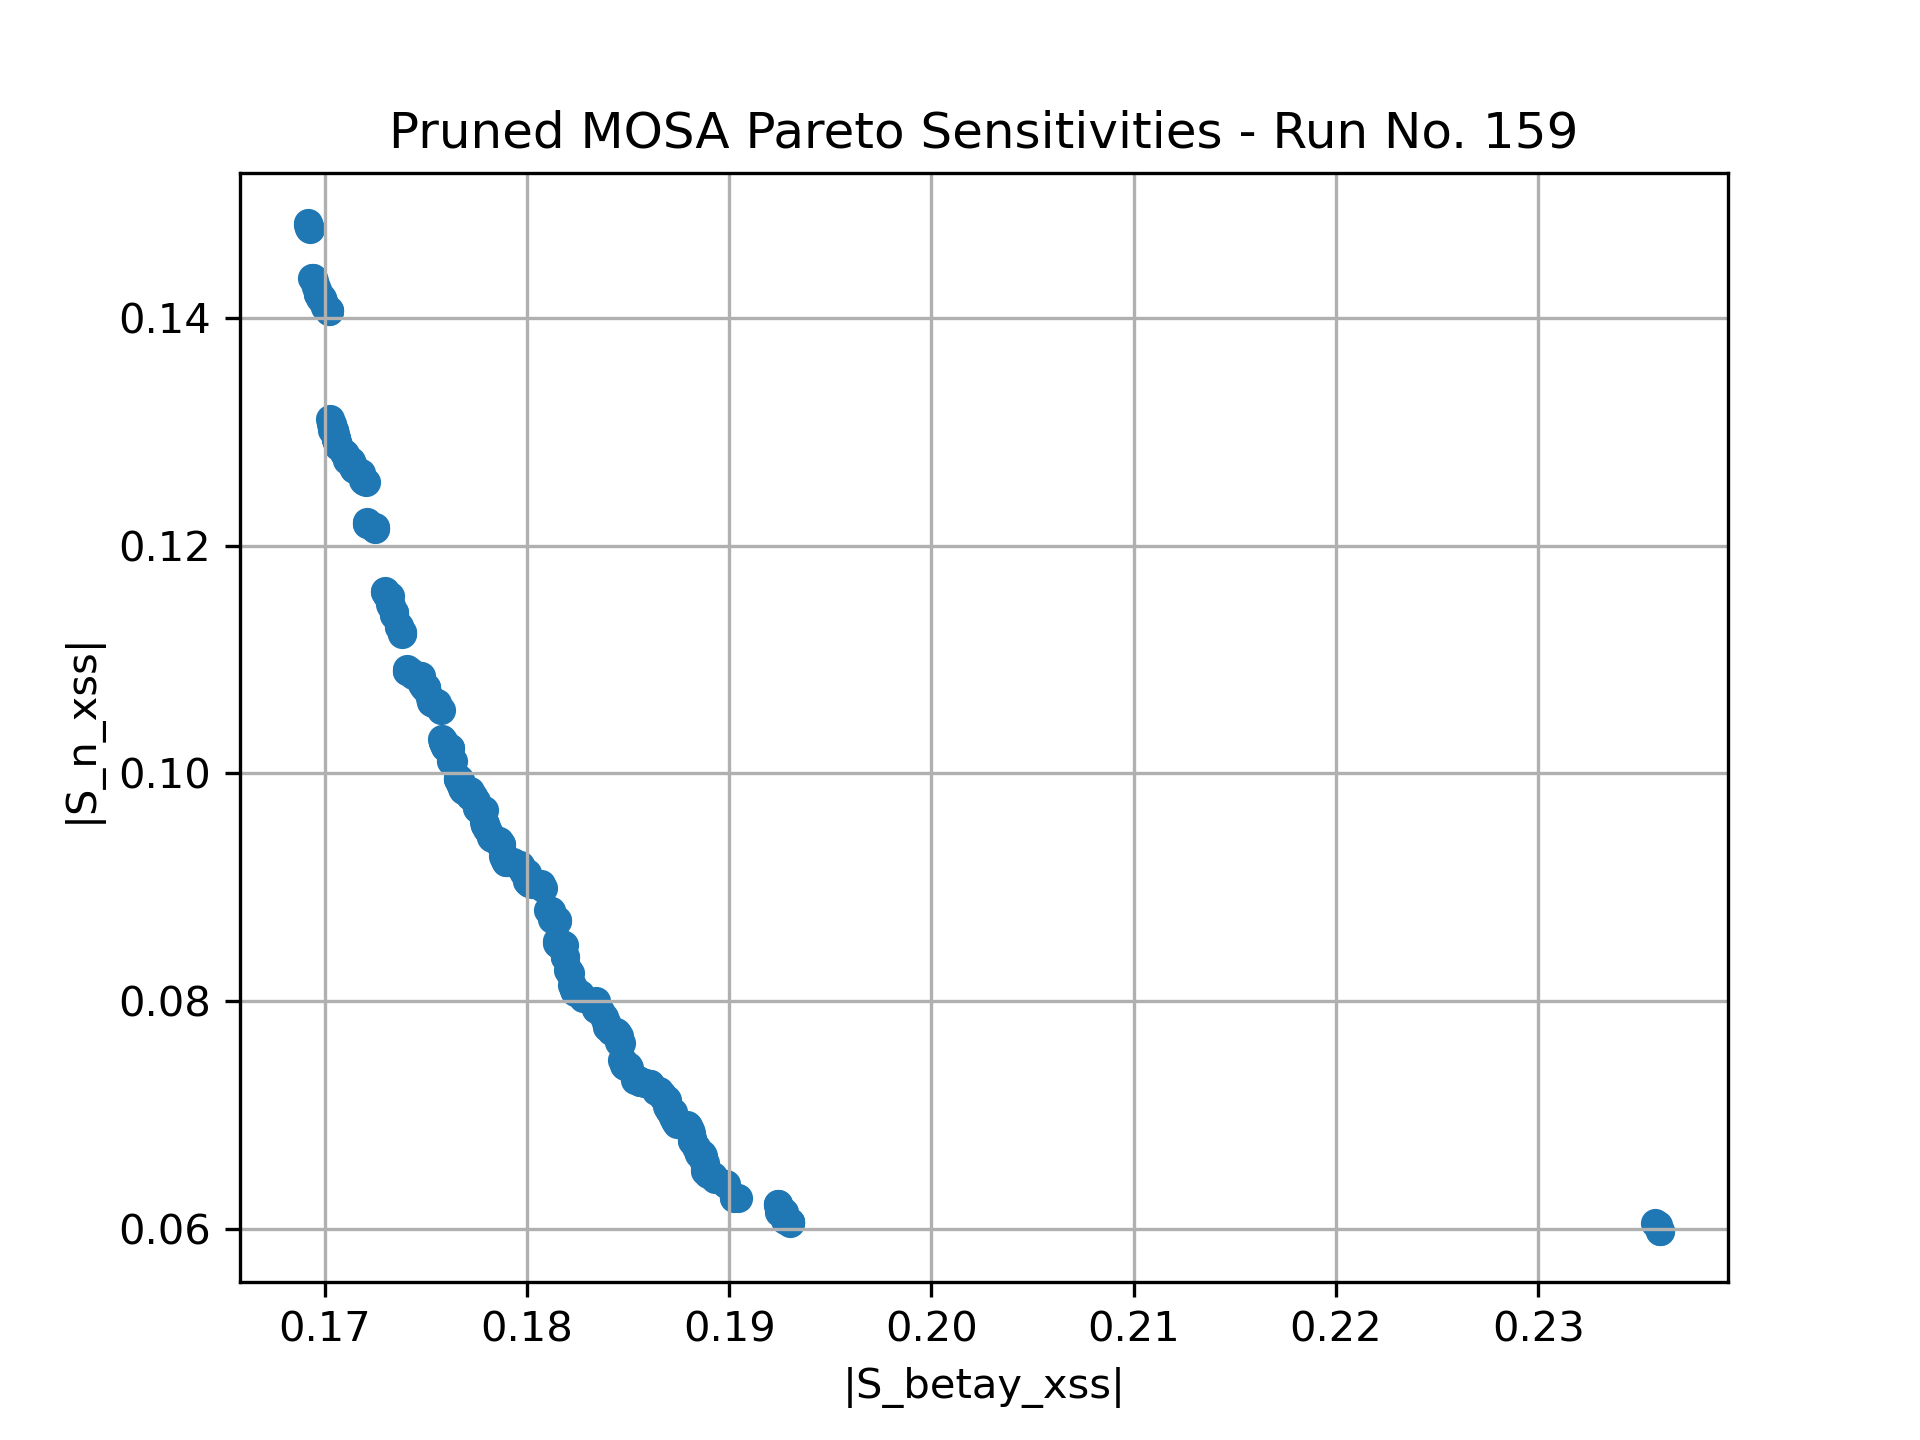 Pruned MOSA Pareto Sensitivities - Run No. 159
|S_n_xss|
0.14
0.12
0.10
0.08
0.06
0.17 0.18 0.19 0.20 0.21 0.22 0.23
|S_betay_xss|